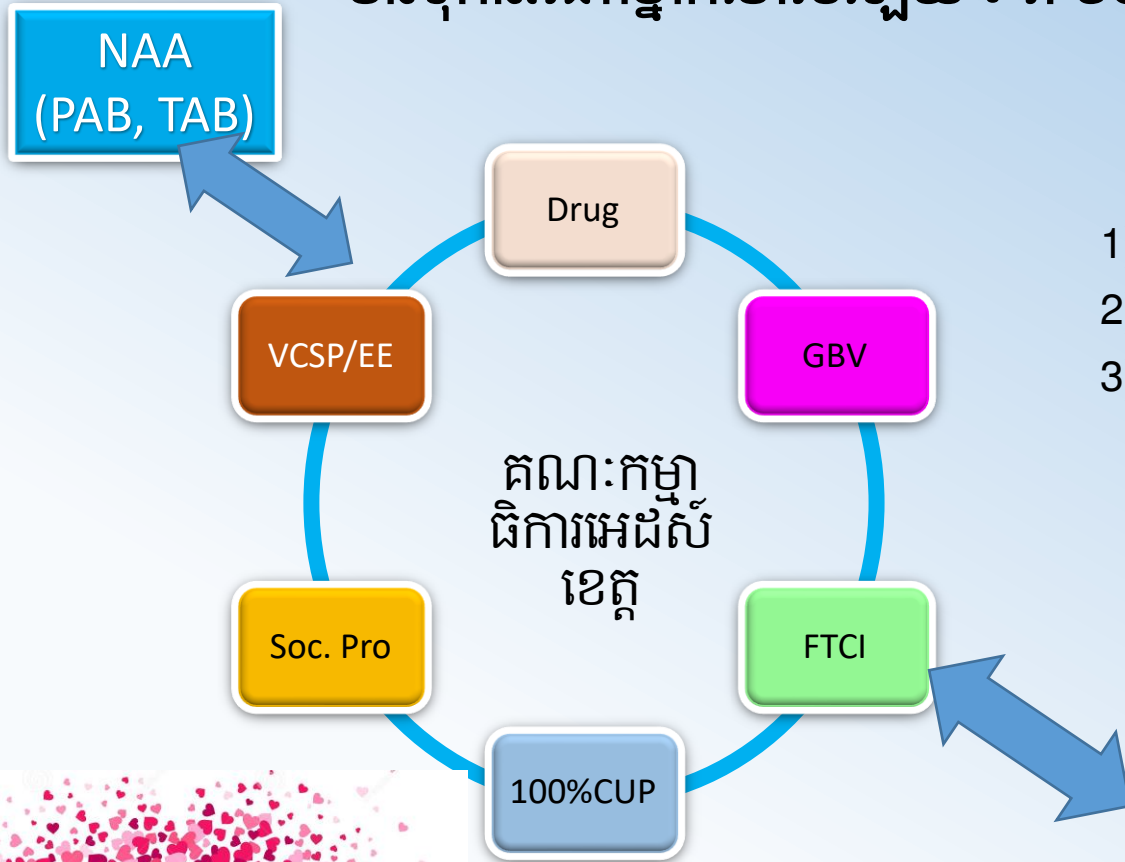 NAA
(PAB, TAB)
Drug
1
VCSP/EE
GBV
2
3
គណៈកម្មា
ធិការអេដស៍
ខេត្ត
Soc. Pro
FTCI
100%CUP